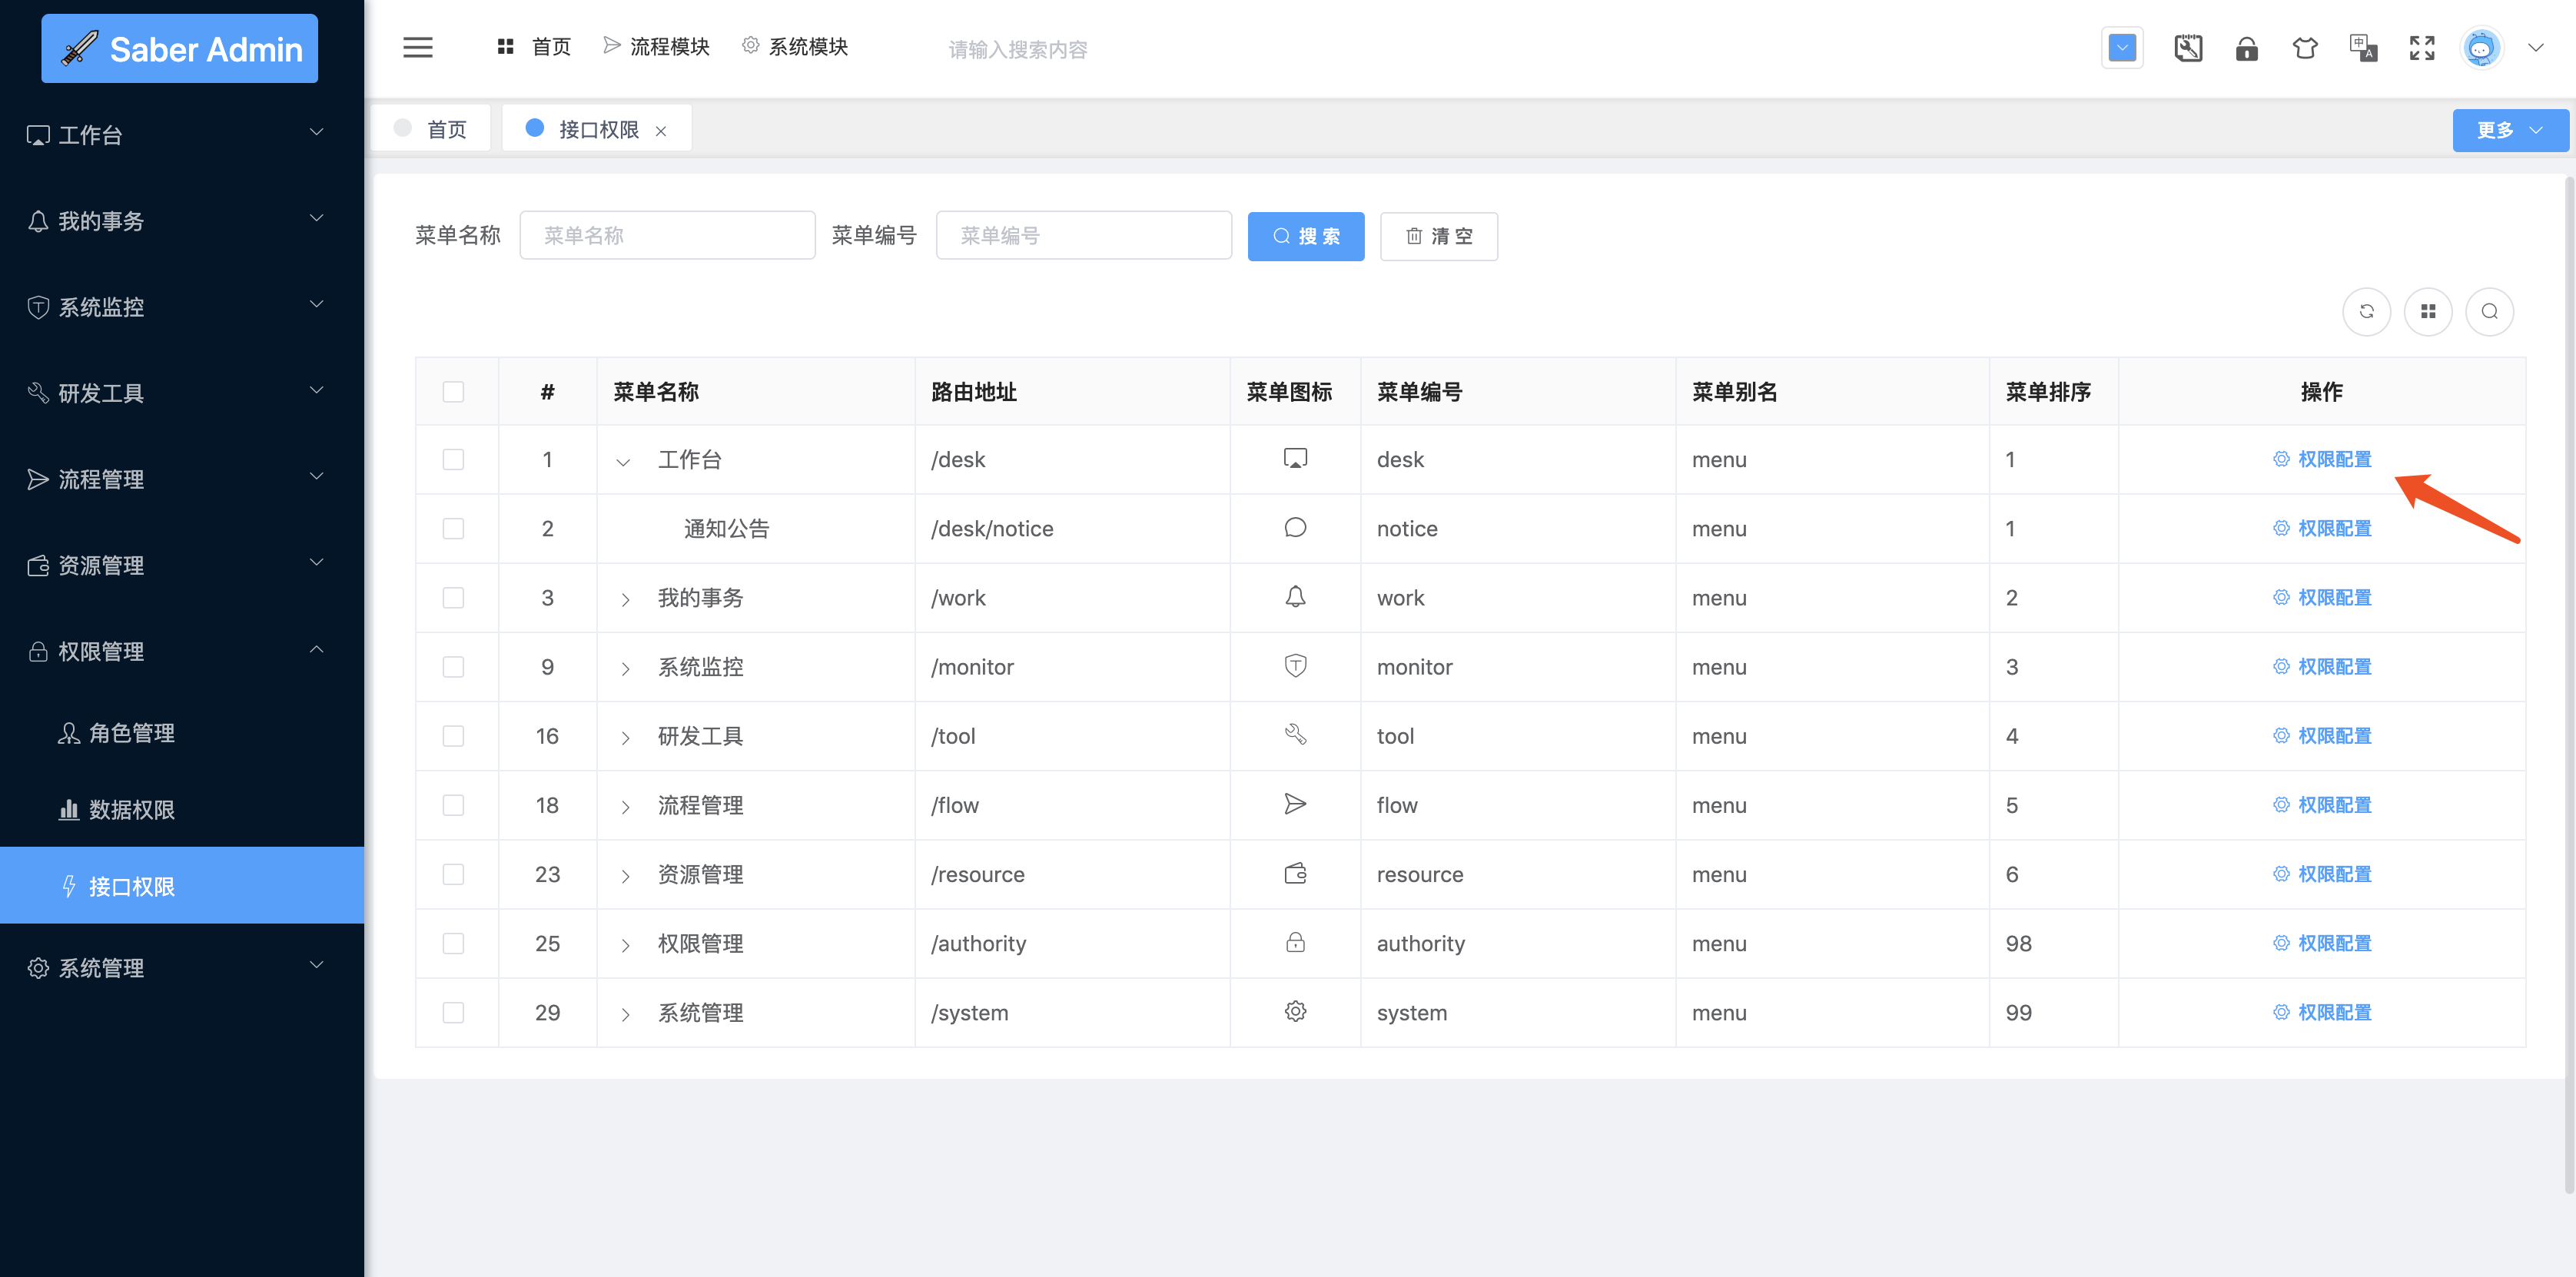 Saber Admin
首页 流程模块 系统模块 请输入搜索内容
中 A
首页 接口权限 更多
工作台
我的事务
系统监控
研发工具
流程管理
资源管理
权限管理
角色管理
数据权限
接口权限
系统管理
菜单名称 菜单名称 菜单编号 菜单编号 搜 索 清 空
# 菜单名称 路由地址 菜单图标 菜单编号 菜单别名 菜单排序 操作
1 工作台 /desk desk menu 1 权限配置
2 通知公告 /desk/notice notice menu 1 权限配置
3 我的事务 /work work menu 2 权限配置
9 系统监控 /monitor T monitor menu 3 权限配置
16 研发工具 /tool tool menu 4 权限配置
18 流程管理 /flow flow menu 5 权限配置
23 资源管理 /resource resource menu 6 权限配置
25 权限管理 /authority authority menu 98 权限配置
29 系统管理 /system system menu 99 权限配置